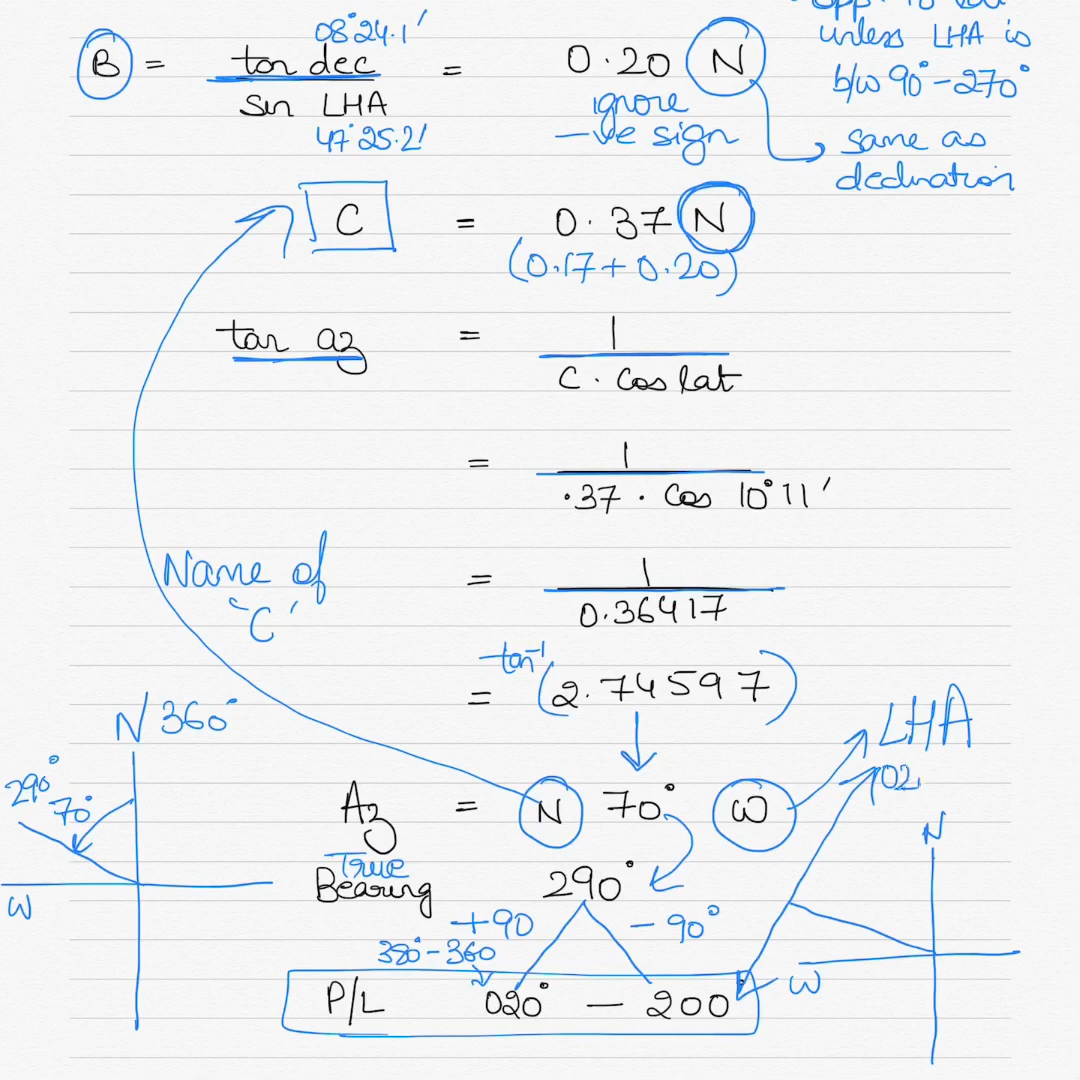 unless LHA is
b/w 90° - 270°
08°24.1'
B = tan dec / sin LHA = 0.20 N
47°25.2'
ignore
-ve sign
same as
declination
C = 0.37 N
(0.17 + 0.20)
tan az = 1 / C . cos lat
= 1 / .37 . cos 10°11'
Name of
"C'
= 1 / 0.36417
= tan⁻¹ (2.74597)
N 360°
290°
70°
W
LHA
Az = N 70° W
True
Bearing 290°
+90 - 90°
380° - 360
P/L 020° - 200
N
W